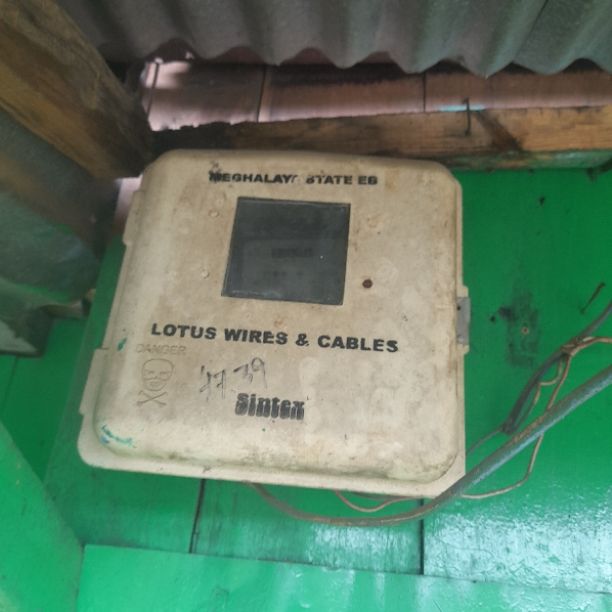 MEGHALAYA STATE EB
LOTUS WIRES & CABLES
DANGER
Sintex